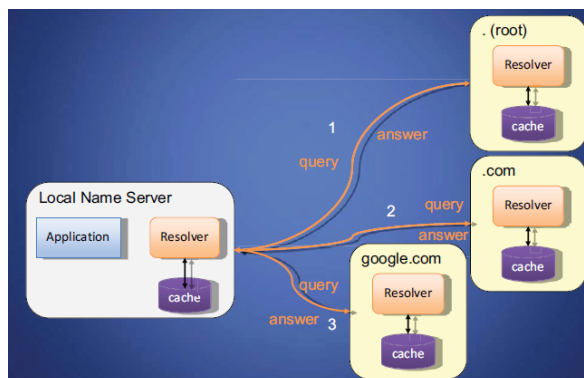 . (root)
Resolver
cache
1
answer
query
.com
Resolver
cache
2
query
answer
Local Name Server
Application
Resolver
cache
google.com
Resolver
cache
query
answer
3